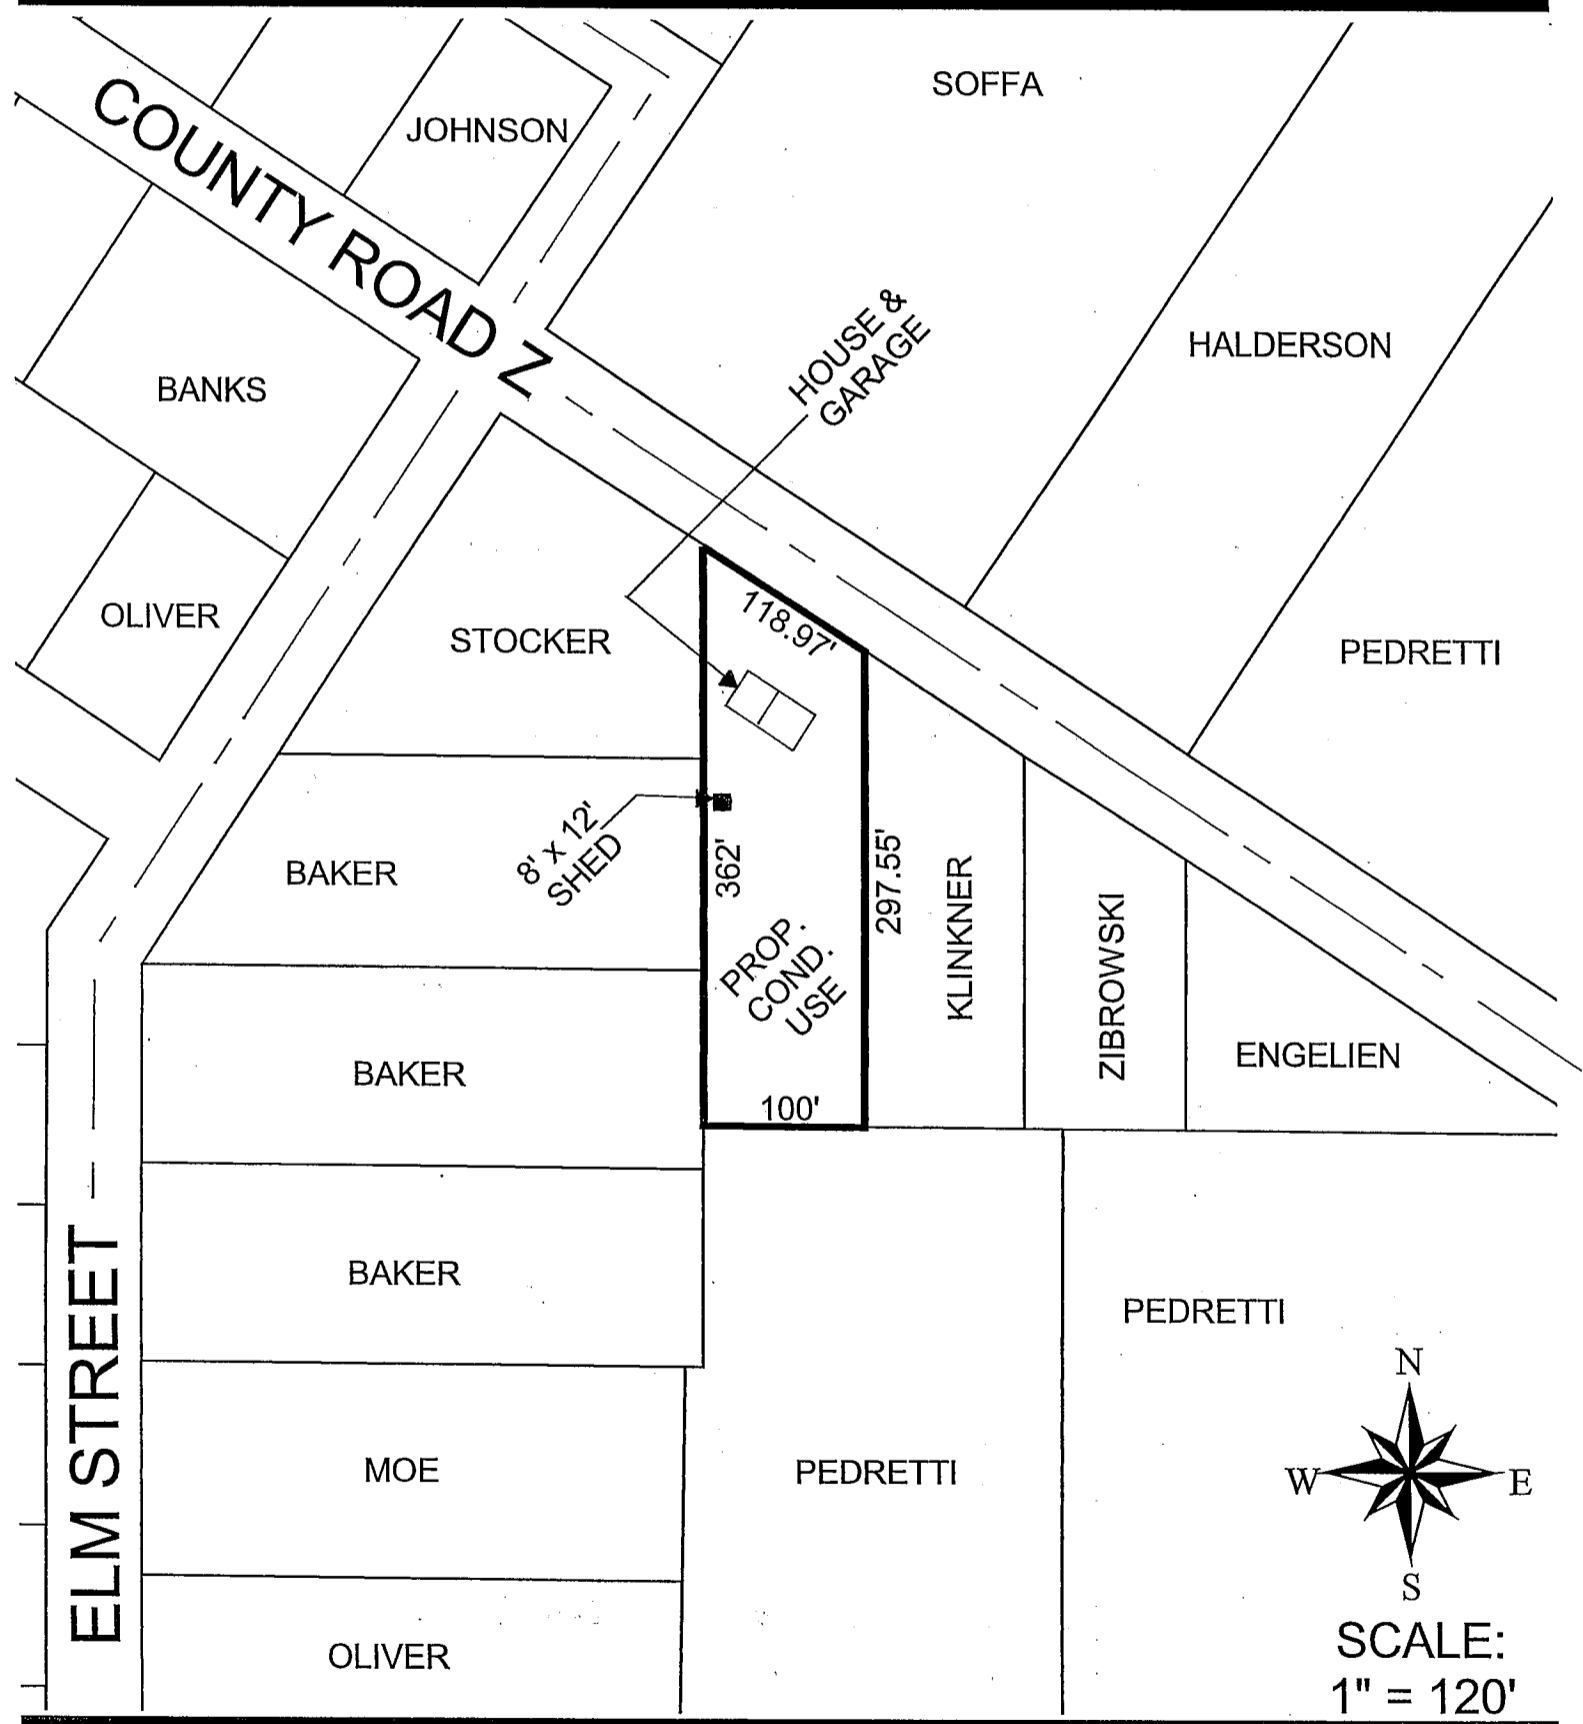 SOFFA
JOHNSON
COUNTY ROAD Z
HOUSE &
GARAGE
HALDERSON
BANKS
118.97'
OLIVER
STOCKER
PEDRETTI
8' x 12'
SHED
BAKER
362'
297.55'
KLINKNER
ZIBROWSKI
PROP.
COND.
USE
ENGELIEN
BAKER
100'
BAKER
PEDRETTI
ELM STREET
N
MOE
PEDRETTI
W
E
S
OLIVER
SCALE:
1" = 120'